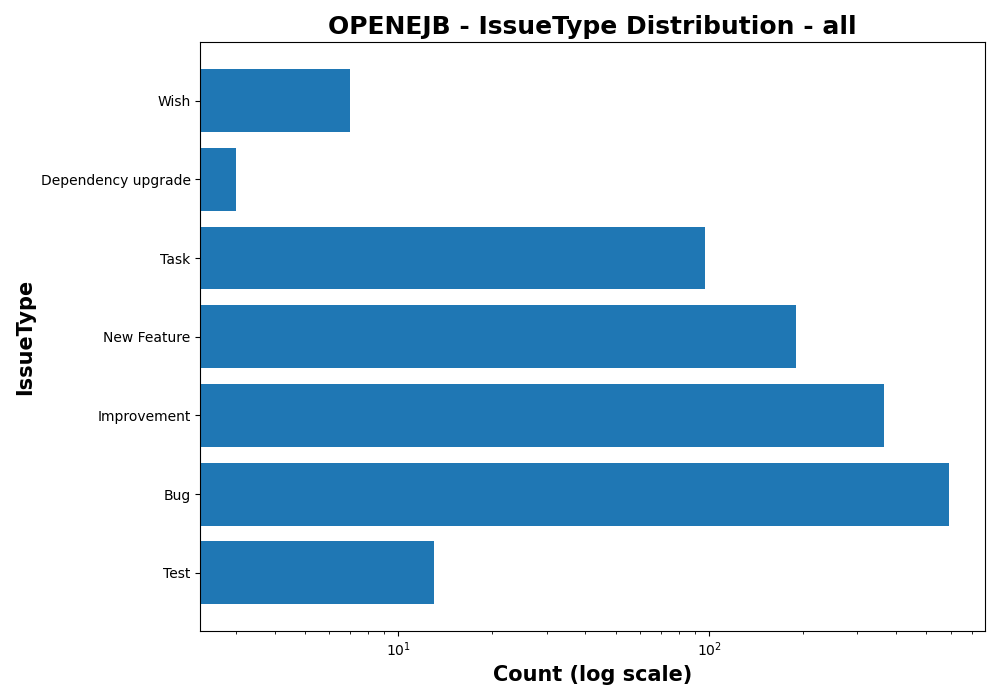 OPENEJB - IssueType Distribution - all
Wish
Dependency upgrade
Task
New Feature
Improvement
Bug
Test
IssueType
10¹
10²
Count (log scale)